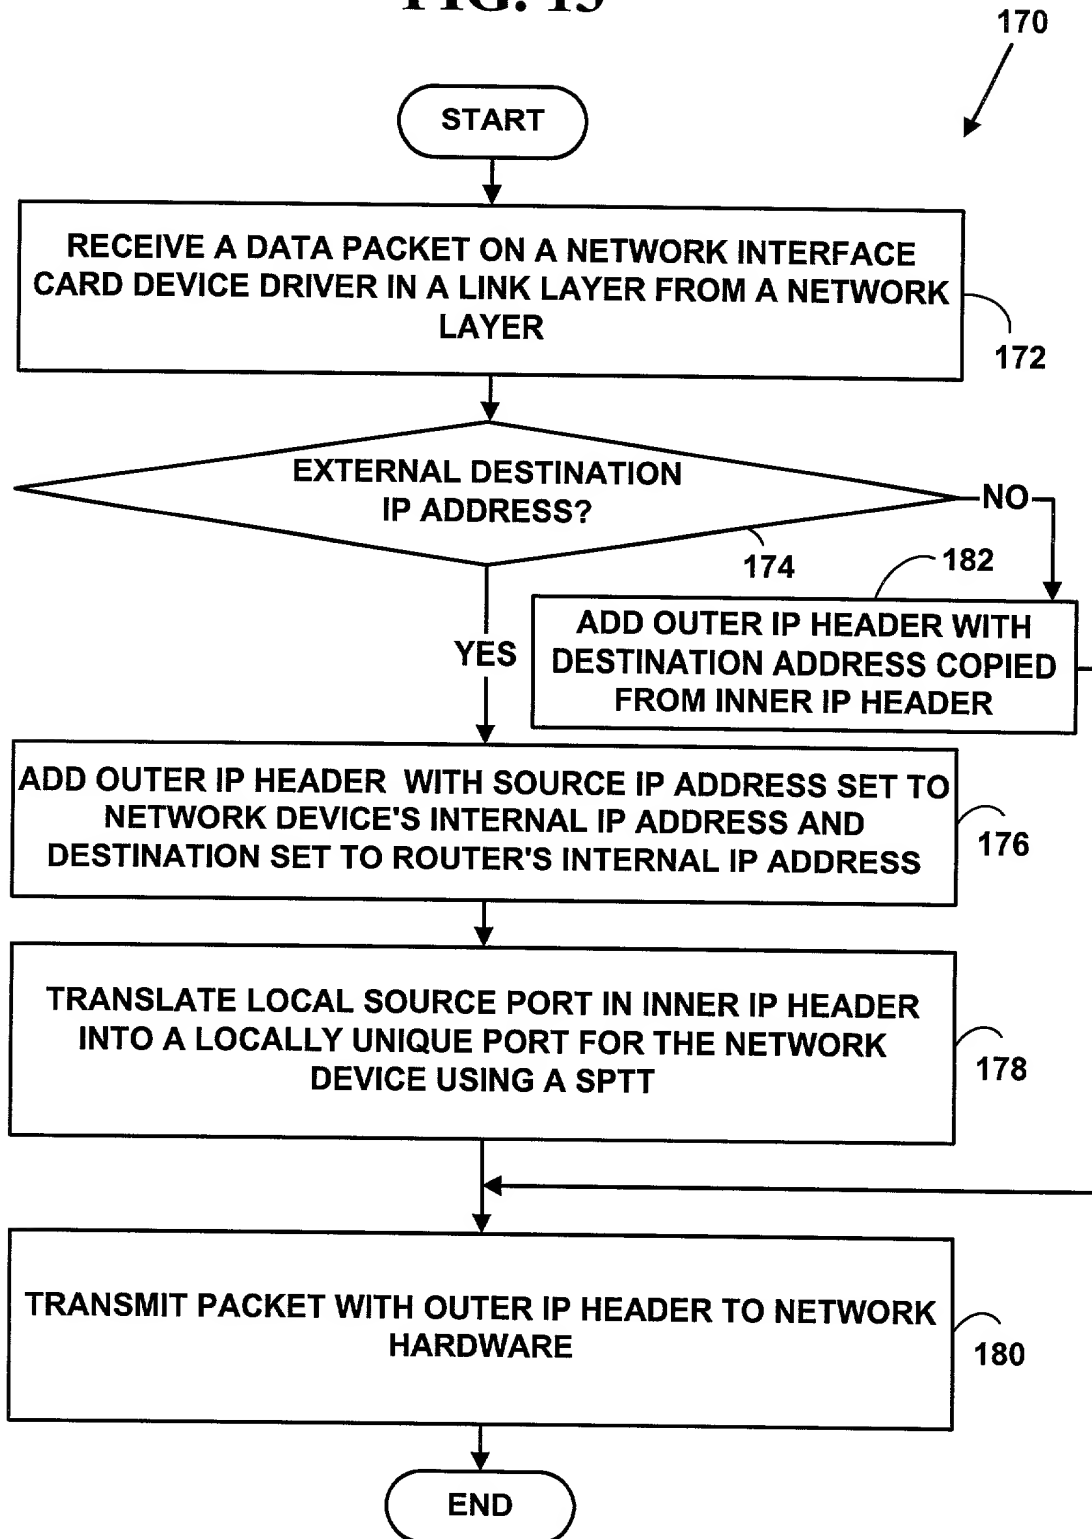 170
START
RECEIVE A DATA PACKET ON A NETWORK INTERFACE
CARD DEVICE DRIVER IN A LINK LAYER FROM A NETWORK
LAYER
172
EXTERNAL DESTINATION
IP ADDRESS?
NO
174
182
YES
ADD OUTER IP HEADER WITH
DESTINATION ADDRESS COPIED
FROM INNER IP HEADER
ADD OUTER IP HEADER WITH SOURCE IP ADDRESS SET TO
NETWORK DEVICE'S INTERNAL IP ADDRESS AND
DESTINATION SET TO ROUTER'S INTERNAL IP ADDRESS
176
TRANSLATE LOCAL SOURCE PORT IN INNER IP HEADER
INTO A LOCALLY UNIQUE PORT FOR THE NETWORK
DEVICE USING A SPTT
178
TRANSMIT PACKET WITH OUTER IP HEADER TO NETWORK
HARDWARE
180
END